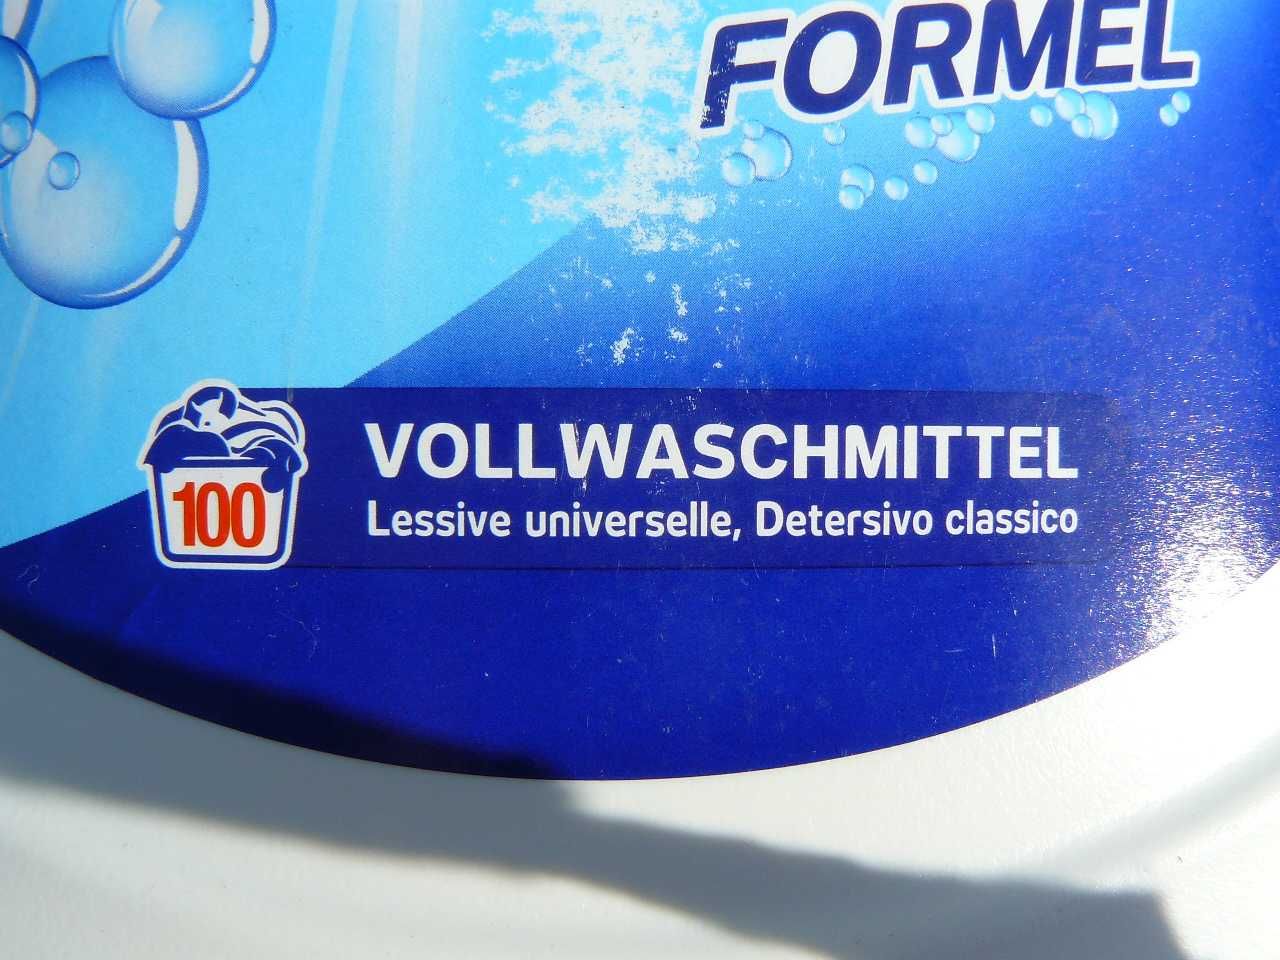 FORMEL
100
VOLLWASCHMITTEL
Lessive universelle, Detersivo classico